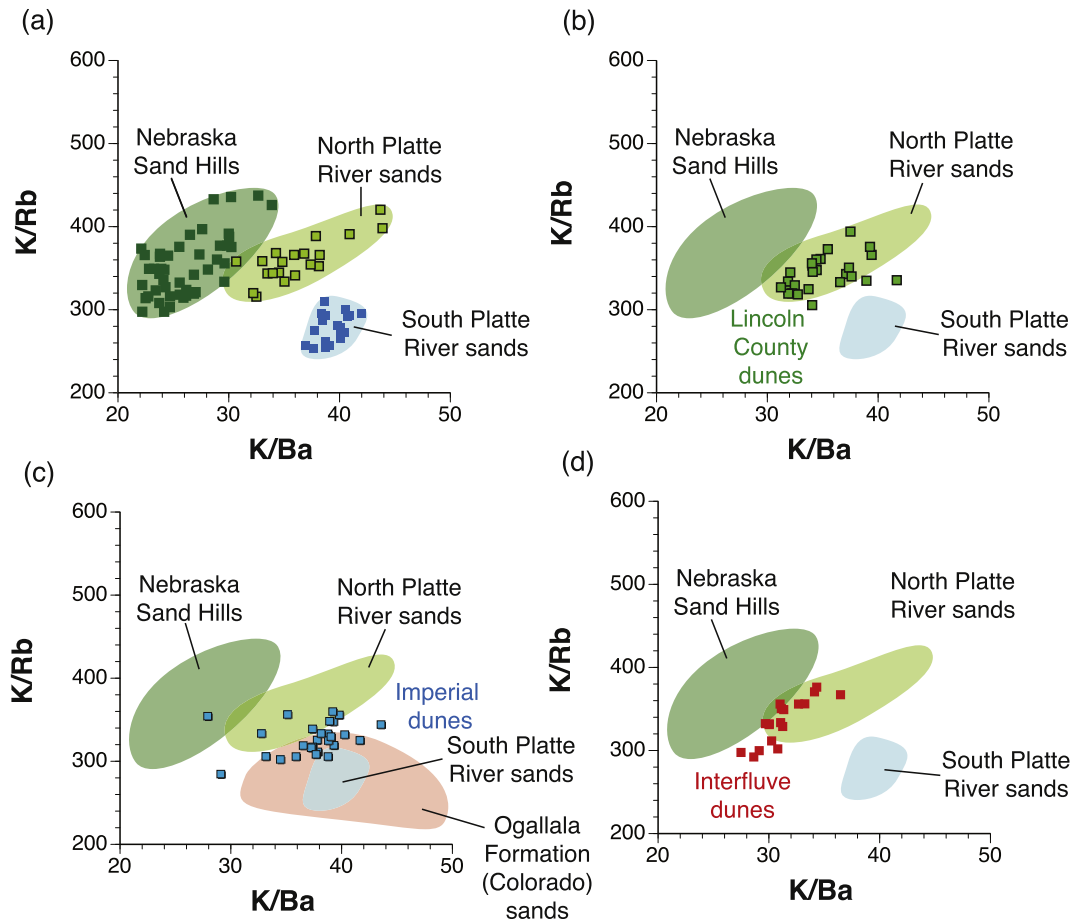 (a)
600
500
400
300
200
20
30
40
50
K/Rb
K/Ba
Nebraska
Sand Hills
North Platte
River sands
South Platte
River sands
(b)
600
500
400
300
200
20
30
40
50
K/Rb
K/Ba
Nebraska
Sand Hills
North Platte
River sands
Lincoln
County
dunes
South Platte
River sands
(c)
600
500
400
300
200
20
30
40
50
K/Rb
K/Ba
Nebraska
Sand Hills
North Platte
River sands
Imperial
dunes
South Platte
River sands
Ogallala
Formation
(Colorado)
sands
(d)
600
500
400
300
200
20
30
40
50
K/Rb
K/Ba
Nebraska
Sand Hills
North Platte
River sands
Interfluve
dunes
South Platte
River sands